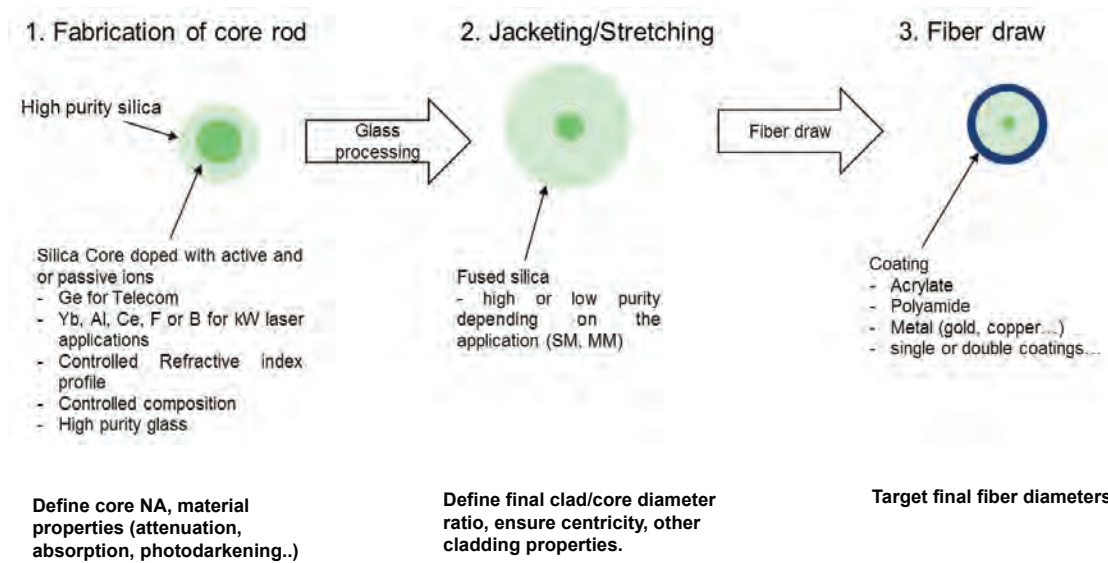 1. Fabrication of core rod
High purity silica
Silica Core doped with active and
or passive ions
- Ge for Telecom
- Yb, Al, Ce, F or B for kW laser
applications
- Controlled Refractive index
profile
- Controlled composition
- High purity glass
Define core NA, material
properties (attenuation,
absorption, photodarkening..)
Glass
processing
2. Jacketing/Stretching
Fused silica
- high or low purity
depending on the
application (SM, MM)
Define final clad/core diameter
ratio, ensure centricity, other
cladding properties.
Fiber draw
3. Fiber draw
Coating
- Acrylate
- Polyamide
- Metal (gold, copper...)
- single or double coatings...
Target final fiber diameters